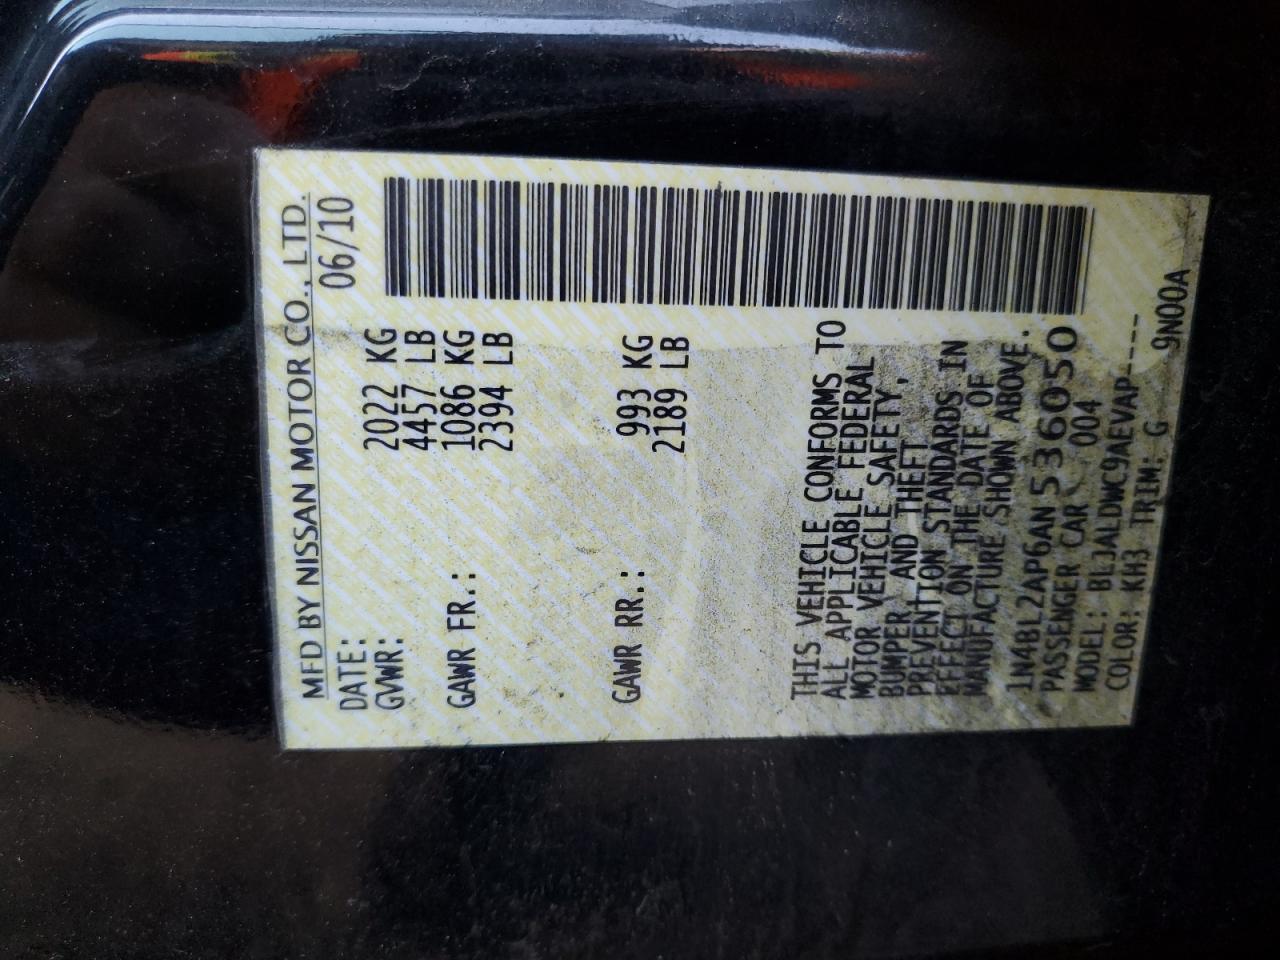 MFD BY NISSAN MOTOR CO., LTD.
DATE: 06/10
GVWR: 2022 KG
4457 LB
GAWR FR.: 1086 KG
2394 LB
GAWR RR.: 993 KG
2189 LB
THIS VEHICLE CONFORMS TO
ALL APPLICABLE FEDERAL
MOTOR VEHICLE SAFETY,
BUMPER AND THEFT
PREVENTION STANDARDS IN
EFFECT ON THE DATE OF
MANUFACTURE SHOWN ABOVE.
1N4BL2AP6AN536050
PASSENGER CAR 004
MODEL: BLJALDWC9AEVAP----
COLOR: KH3 TRIM: G 9N00A